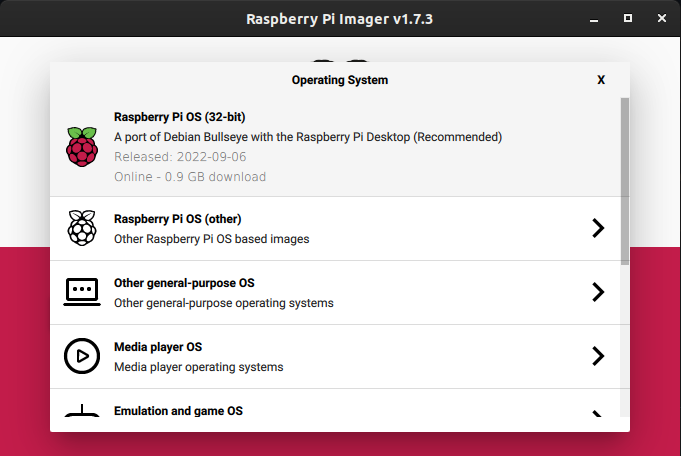 Raspberry Pi Imager v1.7.3
Operating System
X
Raspberry Pi OS (32-bit)
A port of Debian Bullseye with the Raspberry Pi Desktop (Recommended)
Released: 2022-09-06
Online - 0.9 GB download
Raspberry Pi OS (other)
Other Raspberry Pi OS based images
Other general-purpose OS
Other general-purpose operating systems
Media player OS
Media player operating systems
Emulation and game OS